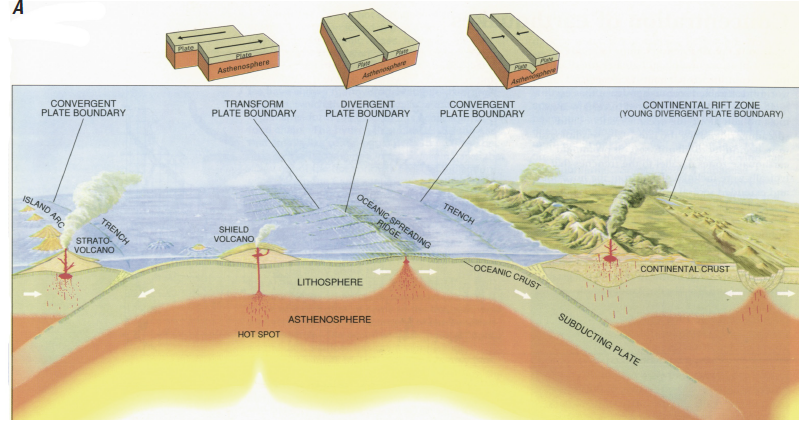 A
Plate
Plate
Asthenosphere
Plate
Plate
Asthenosphere
Plate
Plate
Asthenosphere
CONVERGENT
PLATE BOUNDARY
TRANSFORM
PLATE BOUNDARY
DIVERGENT
PLATE BOUNDARY
CONVERGENT
PLATE BOUNDARY
CONTINENTAL RIFT ZONE
(YOUNG DIVERGENT PLATE BOUNDARY)
ISLAND ARC
TRENCH
STRATO-
VOLCANO
SHIELD
VOLCANO
OCEANIC SPREADING
RIDGE
TRENCH
OCEANIC CRUST
CONTINENTAL CRUST
LITHOSPHERE
ASTHENOSPHERE
HOT SPOT
SUBDUCTING PLATE